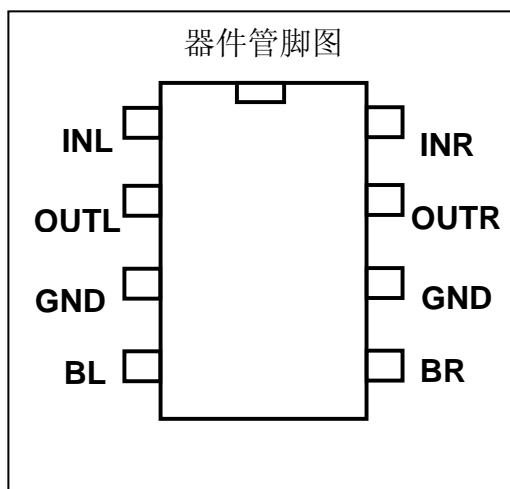 器件管脚图
INL
INR
OUTL
OUTR
GND
GND
BL
BR